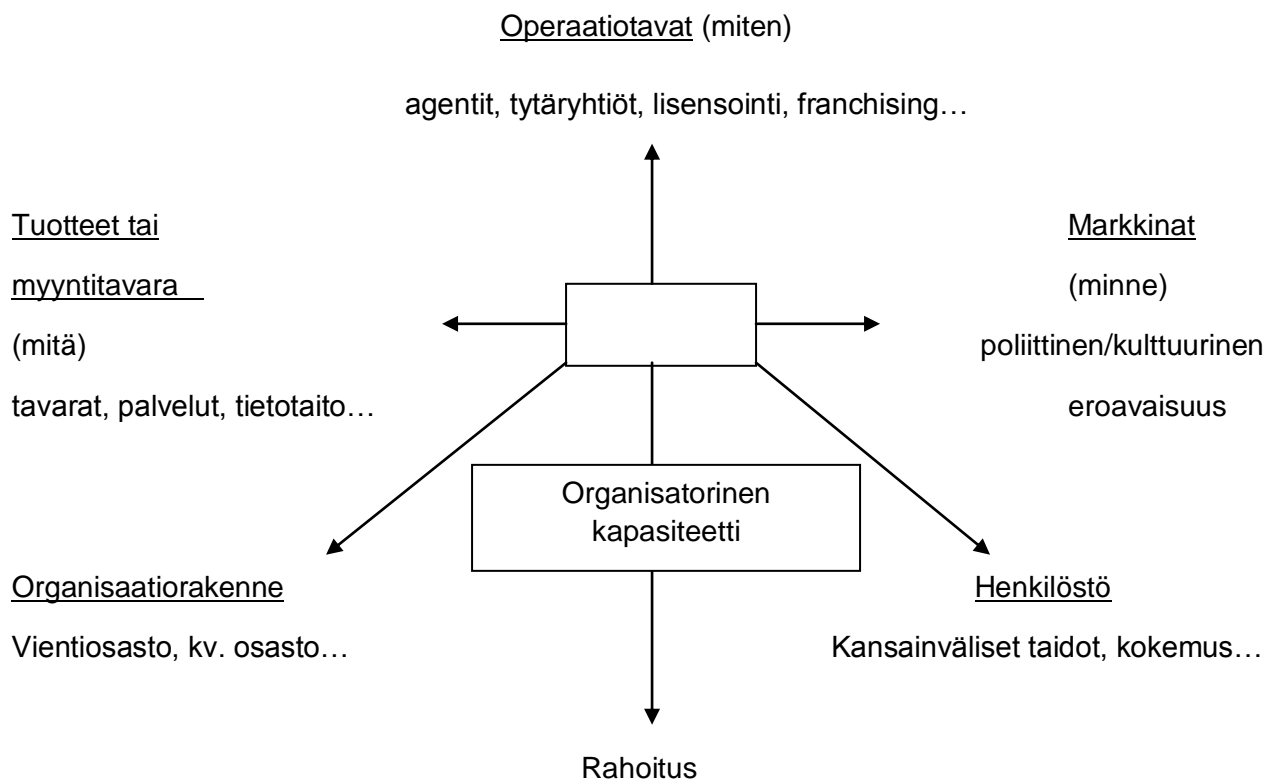 Operaatiotavat (miten)
agentit, tytäryhtiöt, lisensointi, franchising…
Tuotteet tai
myyntitavara
(mitä)
tavarat, palvelut, tietotaito…
Markkinat
(minne)
poliittinen/kulttuurinen
eroavaisuus
Organisatorinen
kapasiteetti
Organisaatiorakenne
Vientiosasto, kv. osasto…
Henkilöstö
Kansainväliset taidot, kokemus…
Rahoitus